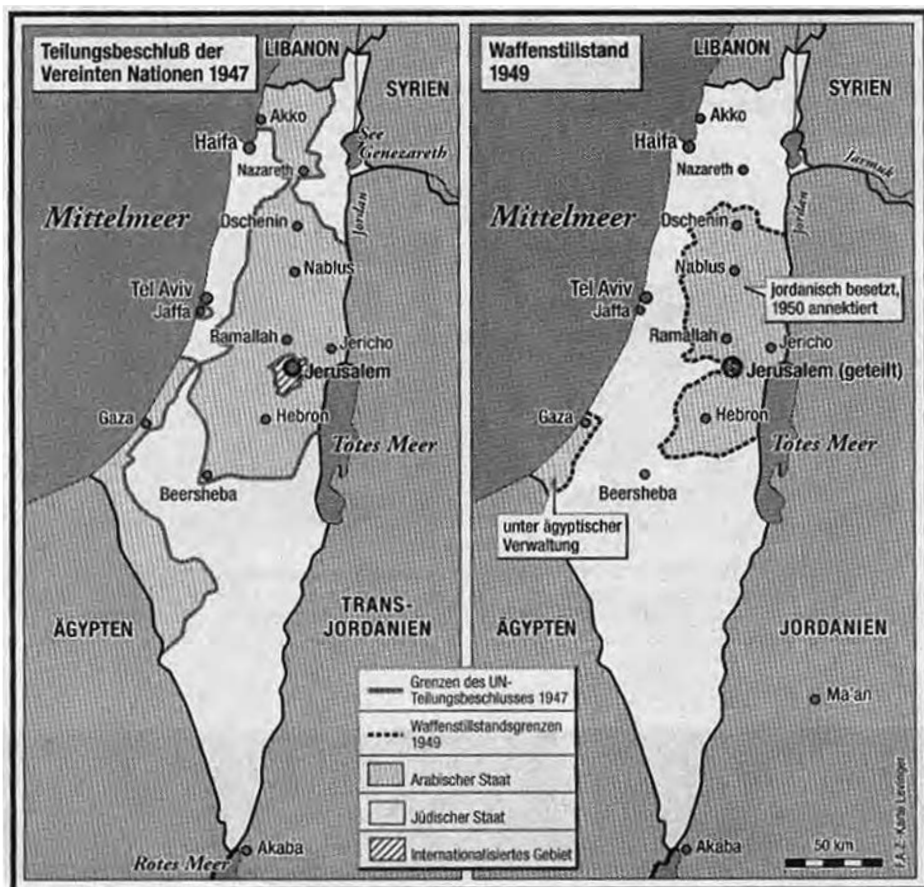 Teilungsbeschluß der
Vereinten Nationen 1947
LIBANON
SYRIEN
Akko
Haifa
See
Genezareth
Nazareth
Mittelmeer
Dschenin
Jordan
Nablus
Tel Aviv
Jaffa
Ramallah
Jericho
Jerusalem
Gaza
Hebron
Totes Meer
Beersheba
ÄGYPTEN
TRANS-
JORDANIEN
Akaba
Rotes Meer
Waffenstillstand
1949
LIBANON
SYRIEN
Akko
Haifa
Nazareth
Jarmuk
Mittelmeer
Dschenin
Jordan
Nablus
jordanisch besetzt,
1950 annektiert
Tel Aviv
Jaffa
Ramallah
Jericho
Jerusalem (geteilt)
Gaza
Hebron
Totes Meer
Beersheba
unter ägyptischer
Verwaltung
ÄGYPTEN
JORDANIEN
Ma'an
Akaba
50 km
F.A.Z.-Karte Levinger
Grenzen des UN-
Teilungsbeschlusses 1947
Waffenstillstandsgrenzen
1949
Arabischer Staat
Jüdischer Staat
Internationalisiertes Gebiet